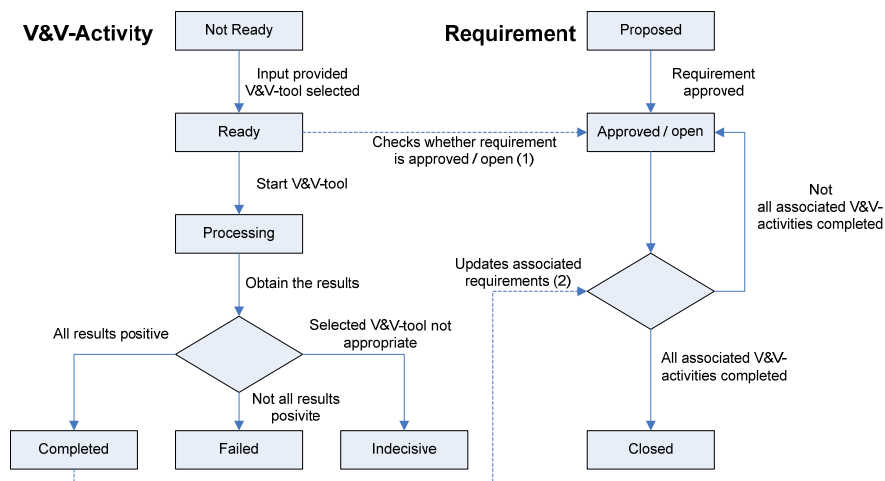 V&V-Activity
Not Ready
Input provided
V&V-tool selected
Ready
Start V&V-tool
Processing
Obtain the results
All results positive
Selected V&V-tool not
appropriate
Not all results
posivite
Completed
Failed
Indecisive
Checks whether requirement
is approved / open (1)
Requirement
Proposed
Requirement
approved
Approved / open
Not
all associated V&V-
activities completed
Updates associated
requirements (2)
All associated V&V-
activities completed
Closed